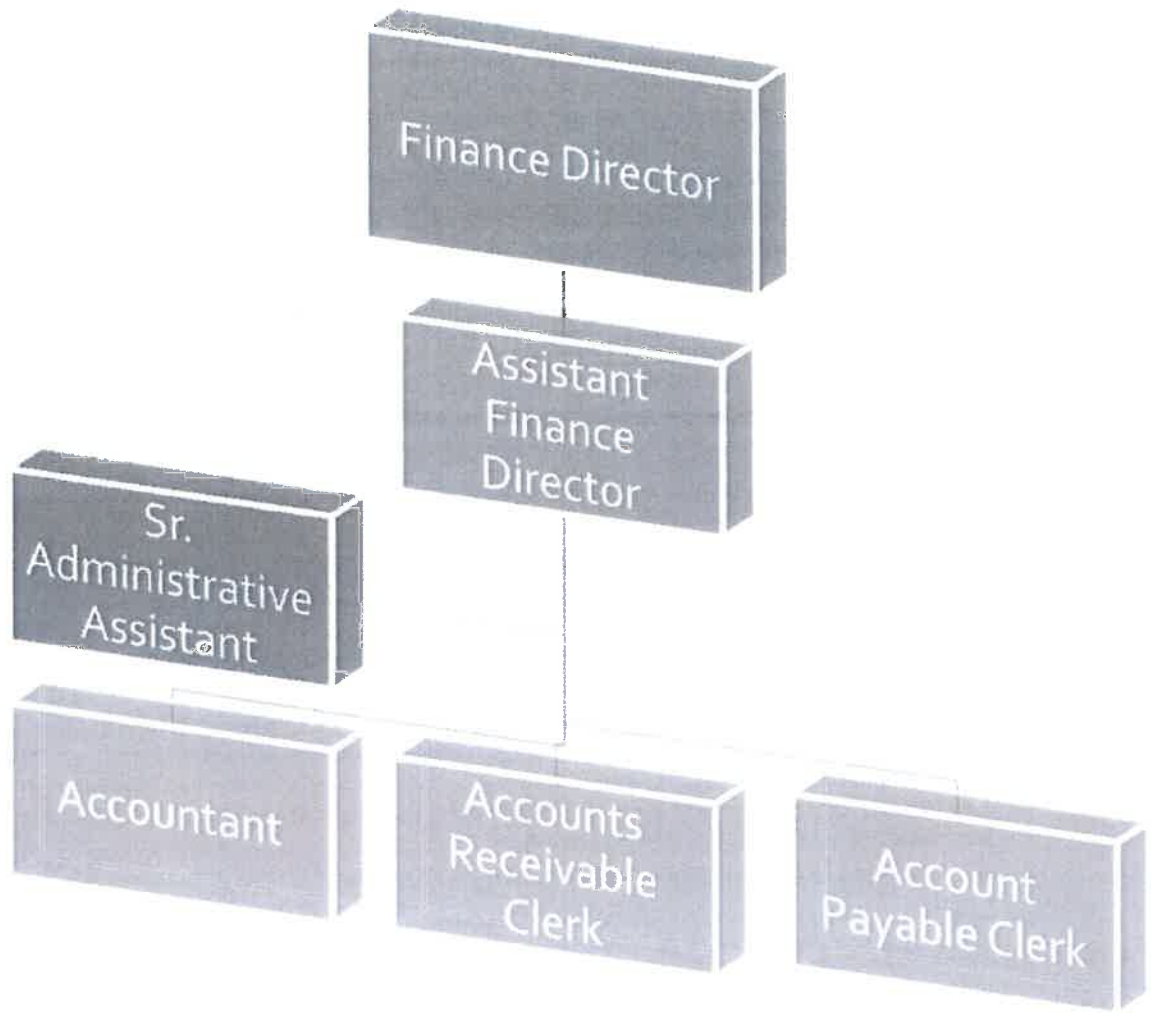 Finance Director
Assistant
Finance
Director
Sr.
Administrative
Assistant
Accountant
Accounts
Receivable
Clerk
Account
Payable Clerk